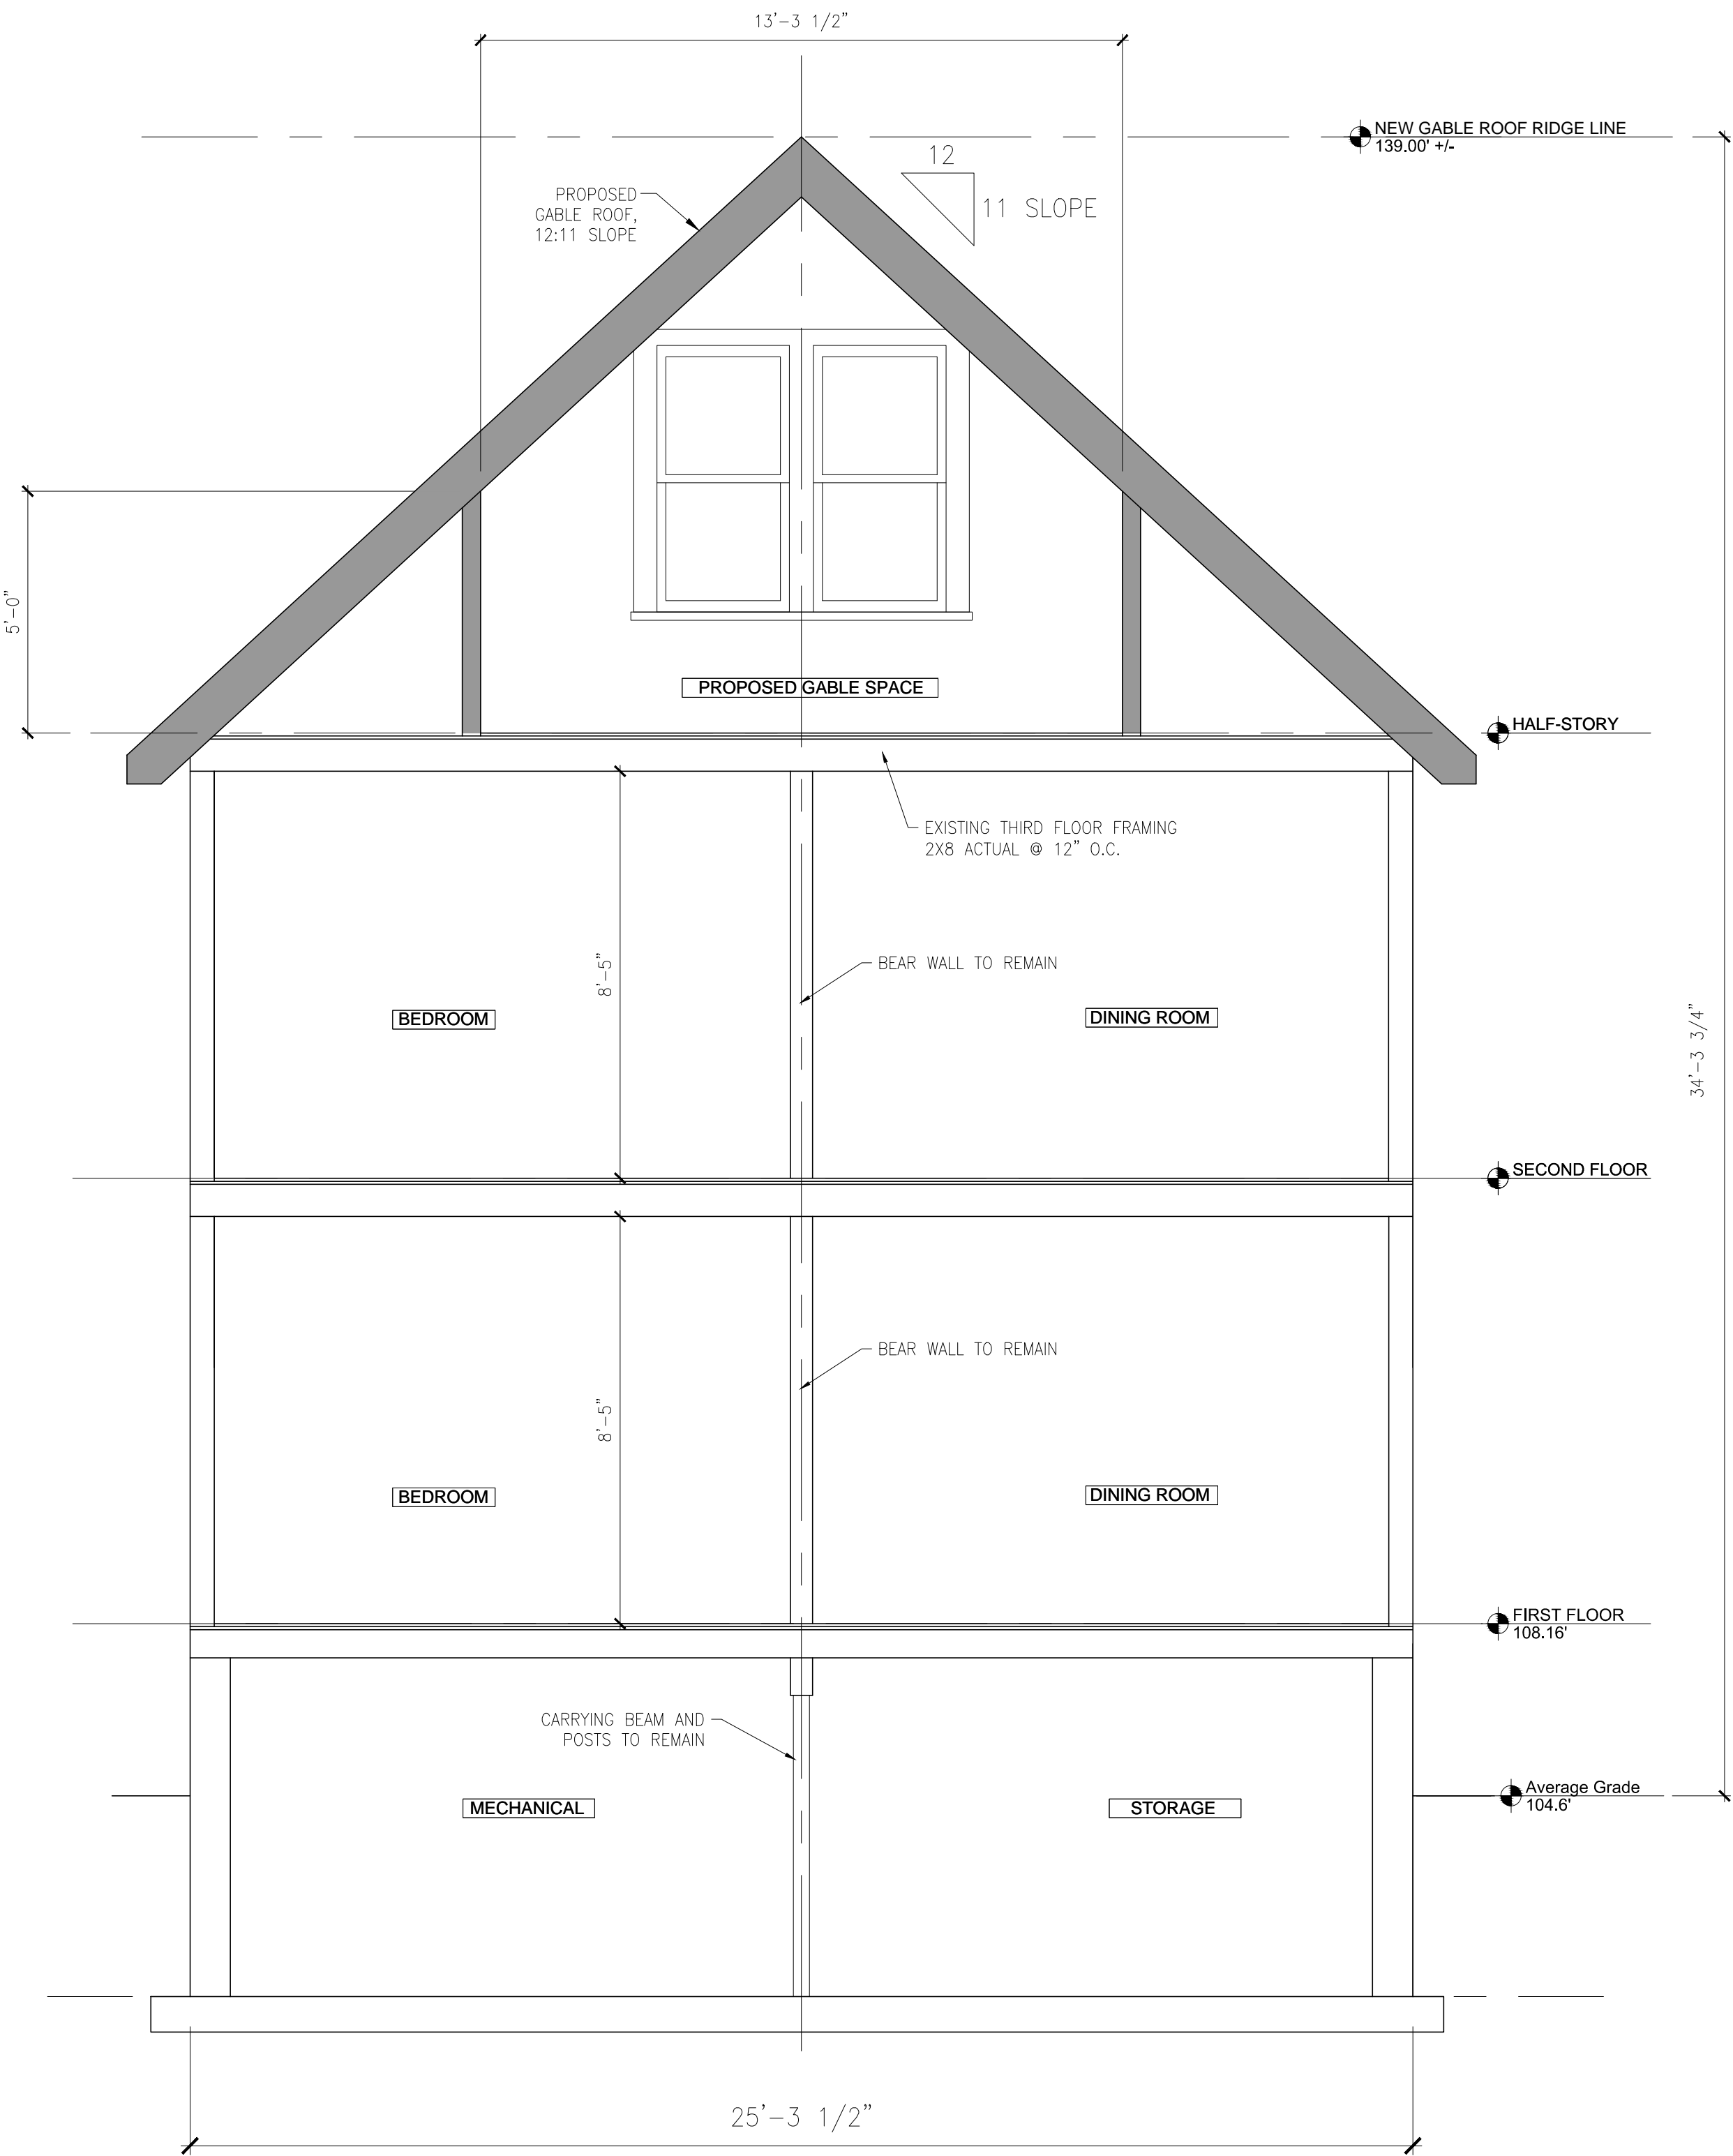 13'-3 1/2"
NEW GABLE ROOF RIDGE LINE
139.00' +/-
12
11 SLOPE
PROPOSED
GABLE ROOF,
12:11 SLOPE
5'-0"
PROPOSED GABLE SPACE
HALF-STORY
EXISTING THIRD FLOOR FRAMING
2X8 ACTUAL @ 12" O.C.
8'-5"
BEAR WALL TO REMAIN
BEDROOM
DINING ROOM
34'-3 3/4"
SECOND FLOOR
BEAR WALL TO REMAIN
8'-5"
BEDROOM
DINING ROOM
FIRST FLOOR
108.16'
CARRYING BEAM AND
POSTS TO REMAIN
MECHANICAL
STORAGE
Average Grade
104.6'
25'-3 1/2"